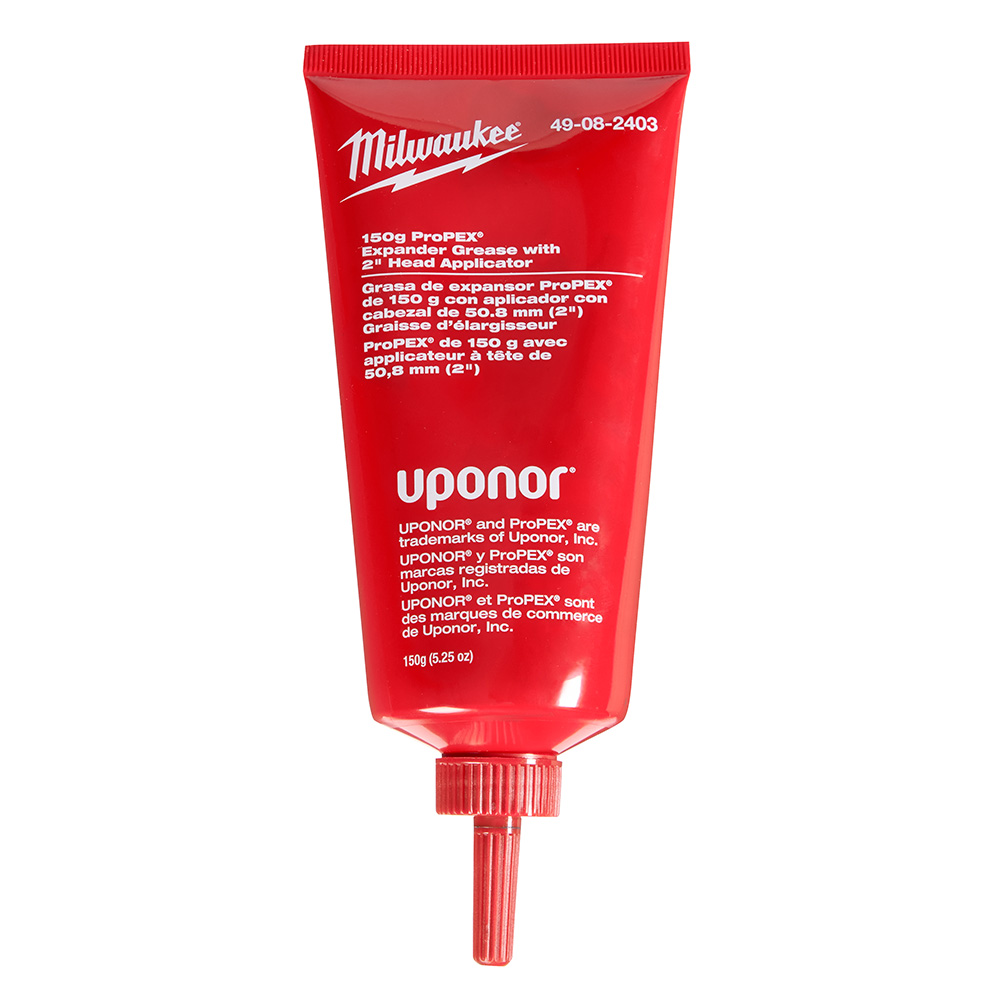 Milwaukee® 49-08-2403
150g ProPEX®
Expander Grease with
2" Head Applicator
Grasa de expansor ProPEX®
de 150 g con aplicador con
cabezal de 50.8 mm (2")
Graisse d'élargisseur
ProPEX® de 150 g avec
applicateur à tête de
50,8 mm (2")
uponor®
UPONOR® and ProPEX® are
trademarks of Uponor, Inc.
UPONOR® y ProPEX® son
marcas registradas de
Uponor, Inc.
UPONOR® et ProPEX® sont
des marques de commerce
de Uponor, Inc.
150g (5.25 oz)